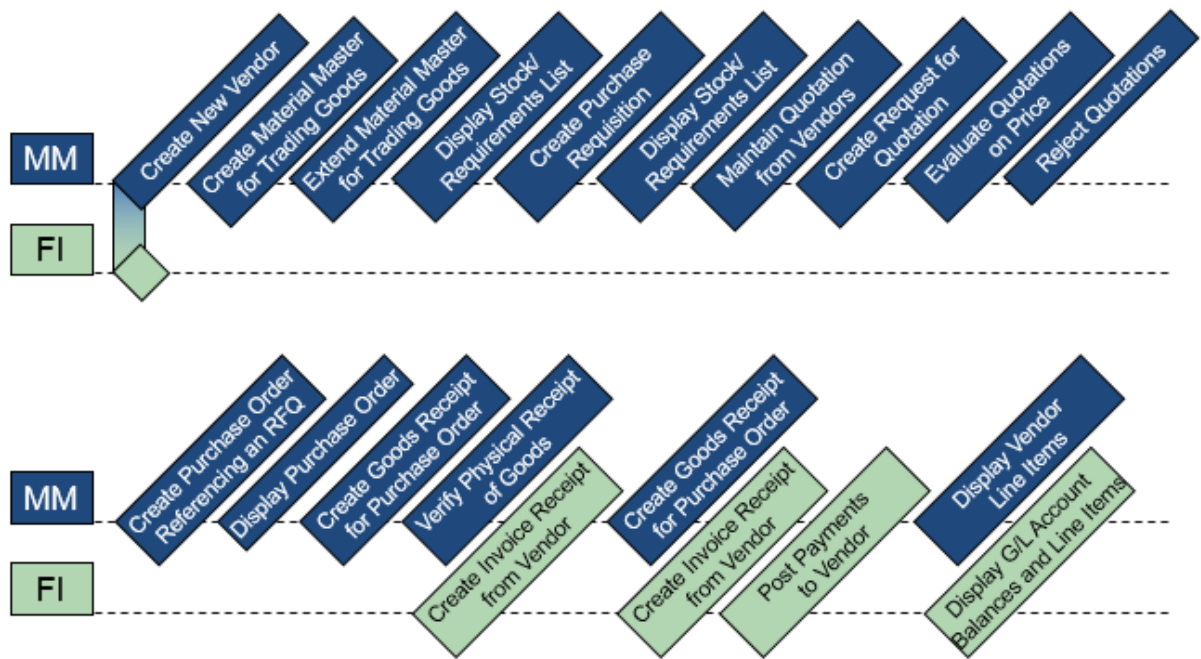 MM
Create New Vendor
Create Material Master
for Trading Goods
Extend Material Master
for Trading Goods
Display Stock/
Requirements List
Create Purchase
Requisition
Display Stock/
Requirements List
Maintain Quotation
from Vendors
Create Request for
Quotation
Evaluate Quotations
on Price
Reject Quotations
FI
MM
Create Purchase Order
Referencing an RFQ
Display Purchase Order
Create Goods Receipt
for Purchase Order
Verify Physical Receipt
of Goods
Create Goods Receipt
for Purchase Order
Display Vendor
Line Items
FI
Create Invoice Receipt
from Vendor
Create Invoice Receipt
from Vendor
Post Payments
to Vendor
Display G/L Account
Balances and Line Items